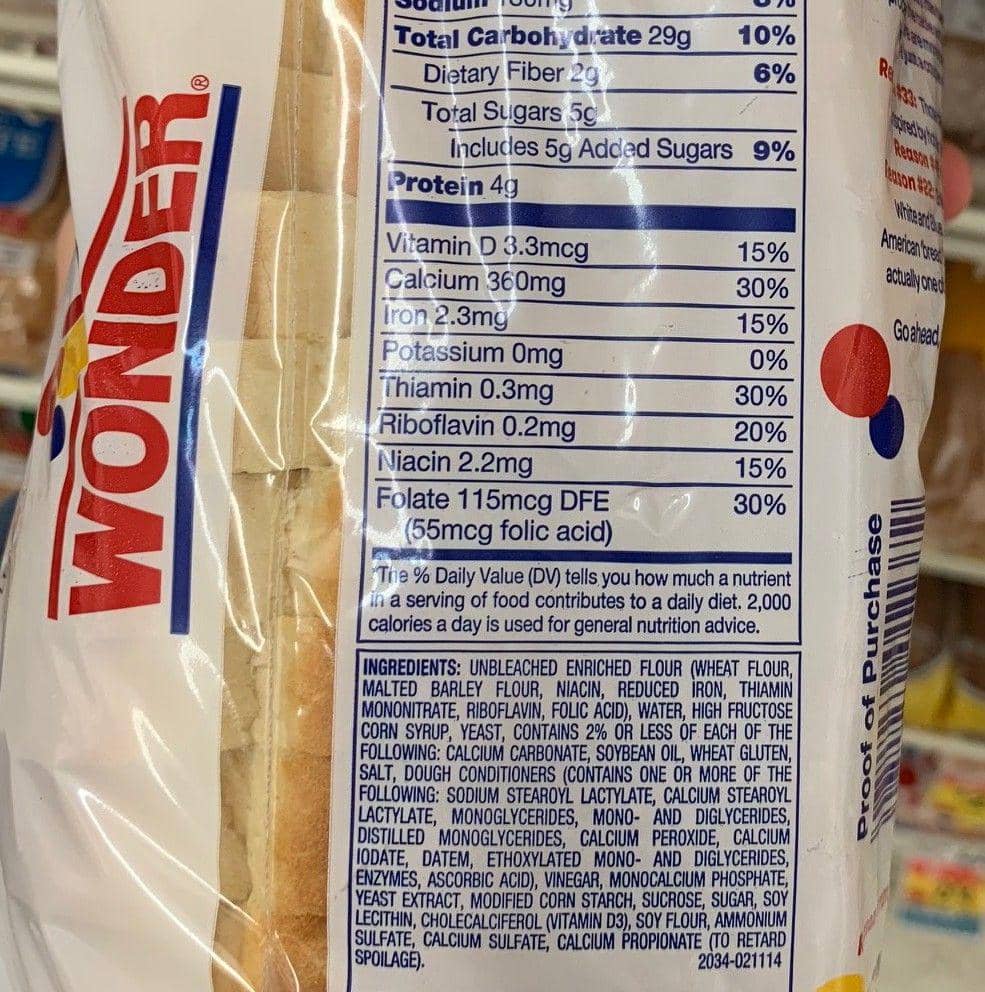 WONDER®
Total Carbohydrate 29g 10%
Dietary Fiber 2g 6%
Total Sugars 5g
Includes 5g Added Sugars 9%
Protein 4g
Vitamin D 3.3mcg 15%
Calcium 360mg 30%
Iron 2.3mg 15%
Potassium 0mg 0%
Thiamin 0.3mg 30%
Riboflavin 0.2mg 20%
Niacin 2.2mg 15%
Folate 115mcg DFE 30%
(55mcg folic acid)
*The % Daily Value (DV) tells you how much a nutrient
in a serving of food contributes to a daily diet. 2,000
calories a day is used for general nutrition advice.
INGREDIENTS: UNBLEACHED ENRICHED FLOUR (WHEAT FLOUR,
MALTED BARLEY FLOUR, NIACIN, REDUCED IRON, THIAMIN
MONONITRATE, RIBOFLAVIN, FOLIC ACID), WATER, HIGH FRUCTOSE
CORN SYRUP, YEAST, CONTAINS 2% OR LESS OF EACH OF THE
FOLLOWING: CALCIUM CARBONATE, SOYBEAN OIL, WHEAT GLUTEN,
SALT, DOUGH CONDITIONERS (CONTAINS ONE OR MORE OF THE
FOLLOWING: SODIUM STEAROYL LACTYLATE, CALCIUM STEAROYL
LACTYLATE, MONOGLYCERIDES, MONO- AND DIGLYCERIDES,
DISTILLED MONOGLYCERIDES, CALCIUM PEROXIDE, CALCIUM
IODATE, DATEM, ETHOXYLATED MONO- AND DIGLYCERIDES,
ENZYMES, ASCORBIC ACID), VINEGAR, MONOCALCIUM PHOSPHATE,
YEAST EXTRACT, MODIFIED CORN STARCH, SUCROSE, SUGAR, SOY
LECITHIN, CHOLECALCIFEROL (VITAMIN D3), SOY FLOUR, AMMONIUM
SULFATE, CALCIUM SULFATE, CALCIUM PROPIONATE (TO RETARD
SPOILAGE). 2034-021114
Reason
White and
American
actually one
Go ahead,
Proof of Purchase